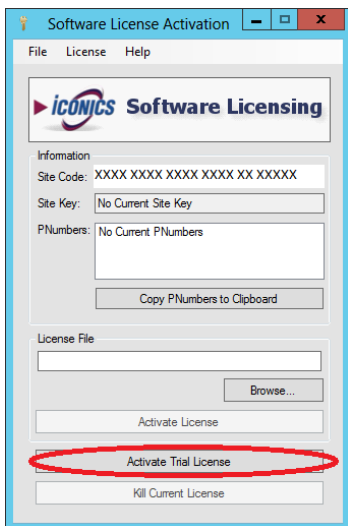 Software License Activation
File License Help
ICONICS Software Licensing
Information
Site Code: XXXX XXXX XXXX XXXX XX XXXXX
Site Key: No Current Site Key
PNumbers: No Current PNumbers
Copy PNumbers to Clipboard
License File
Browse...
Activate License
Activate Trial License
Kill Current License